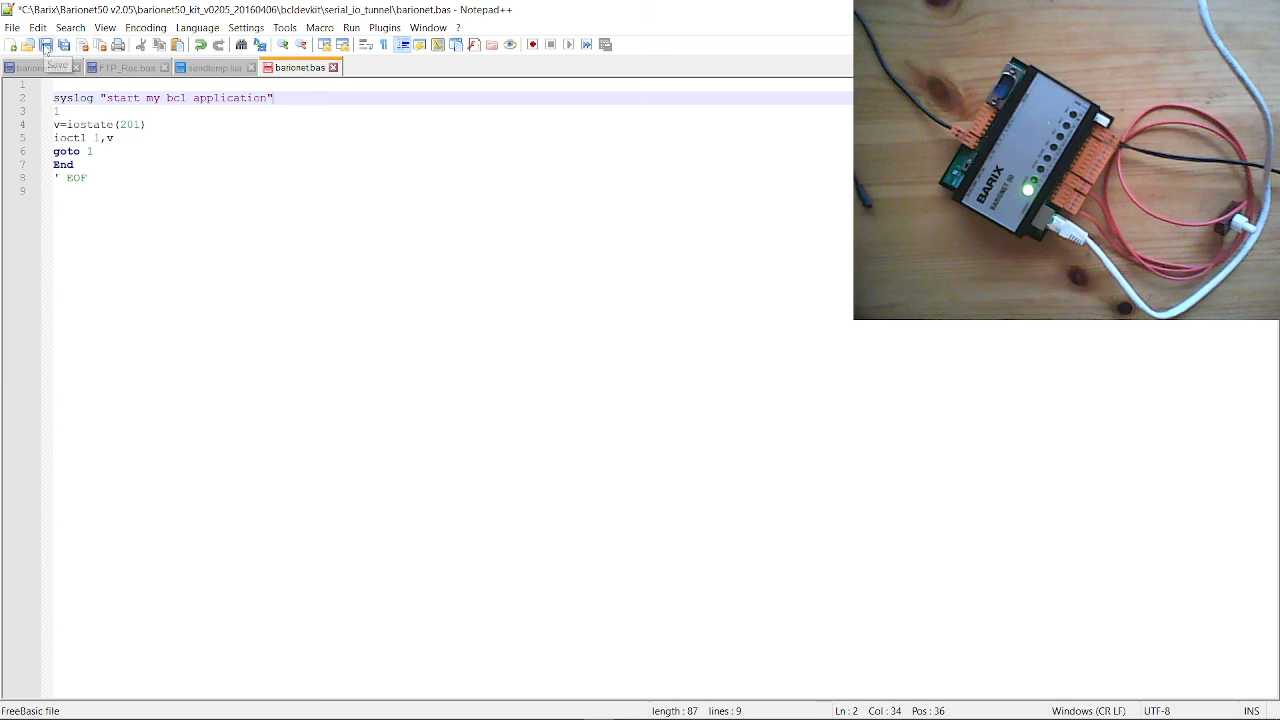 *C:\Barix\Barionet50 v2.05\barionet50_kit_v0205_20160406\bcldevkit\serial_io_tunnel\barionet.bas - Notepad++
File Edit Search View Encoding Language Settings Tools Macro Run Plugins Window ?
Save
FTP_Rec.bas sendtemp.lua barionet.bas
1
2 syslog "start my bcl application"
3 1
4 v=iostate(201)
5 ioctl 1,v
6 goto 1
7 End
8 ' EOF
9
BARIX
BARIONET 50
FreeBasic file length : 87 lines : 9 Ln : 2 Col : 34 Pos : 36 Windows (CR LF) UTF-8 INS